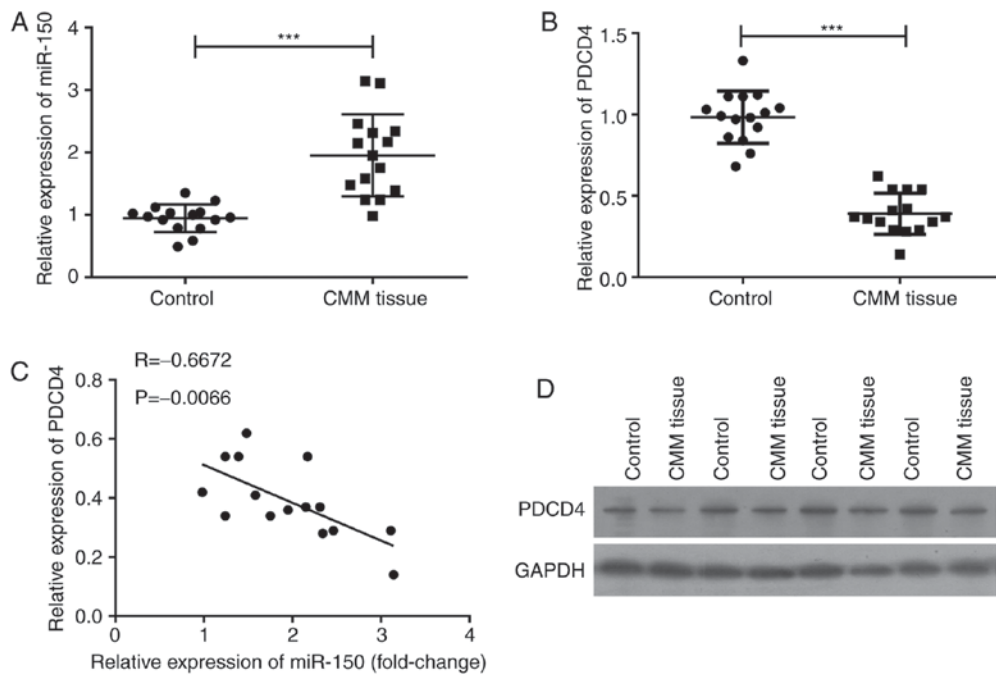 A
Relative expression of miR-150
***
4
3
2
1
0
Control
CMM tissue
B
Relative expression of PDCD4
***
1.5
1.0
0.5
0.0
Control
CMM tissue
C
R=−0.6672
P=−0.0066
Relative expression of PDCD4
0.8
0.6
0.4
0.2
0.0
0
1
2
3
4
Relative expression of miR-150 (fold-change)
D
Control
CMM tissue
Control
CMM tissue
Control
CMM tissue
Control
CMM tissue
PDCD4
GAPDH